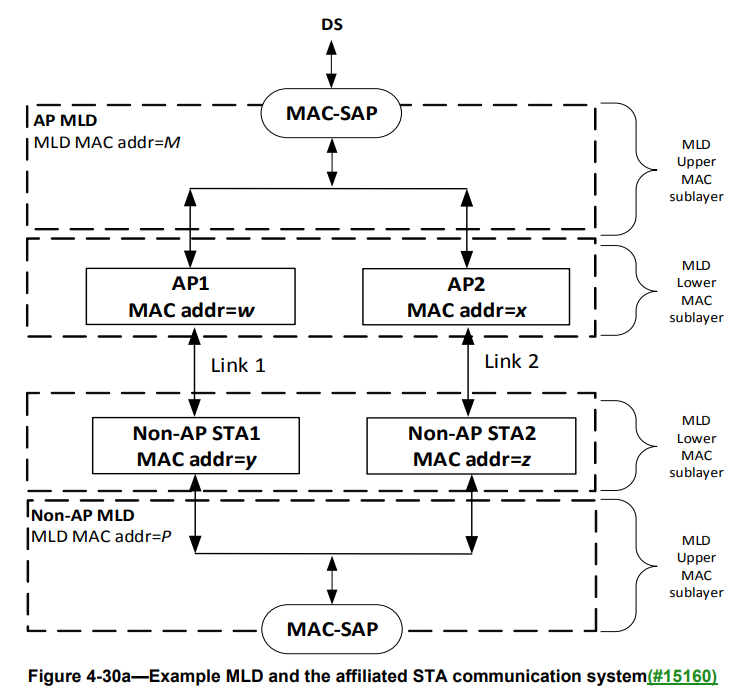 DS
MAC-SAP
AP MLD
MLD MAC addr=M
MLD
Upper
MAC
sublayer
AP1
MAC addr=w
AP2
MAC addr=x
MLD
Lower
MAC
sublayer
Link 1
Link 2
Non-AP STA1
MAC addr=y
Non-AP STA2
MAC addr=z
MLD
Lower
MAC
sublayer
Non-AP MLD
MLD MAC addr=P
MLD
Upper
MAC
sublayer
MAC-SAP
Figure 4-30a—Example MLD and the affiliated STA communication system(#15160)